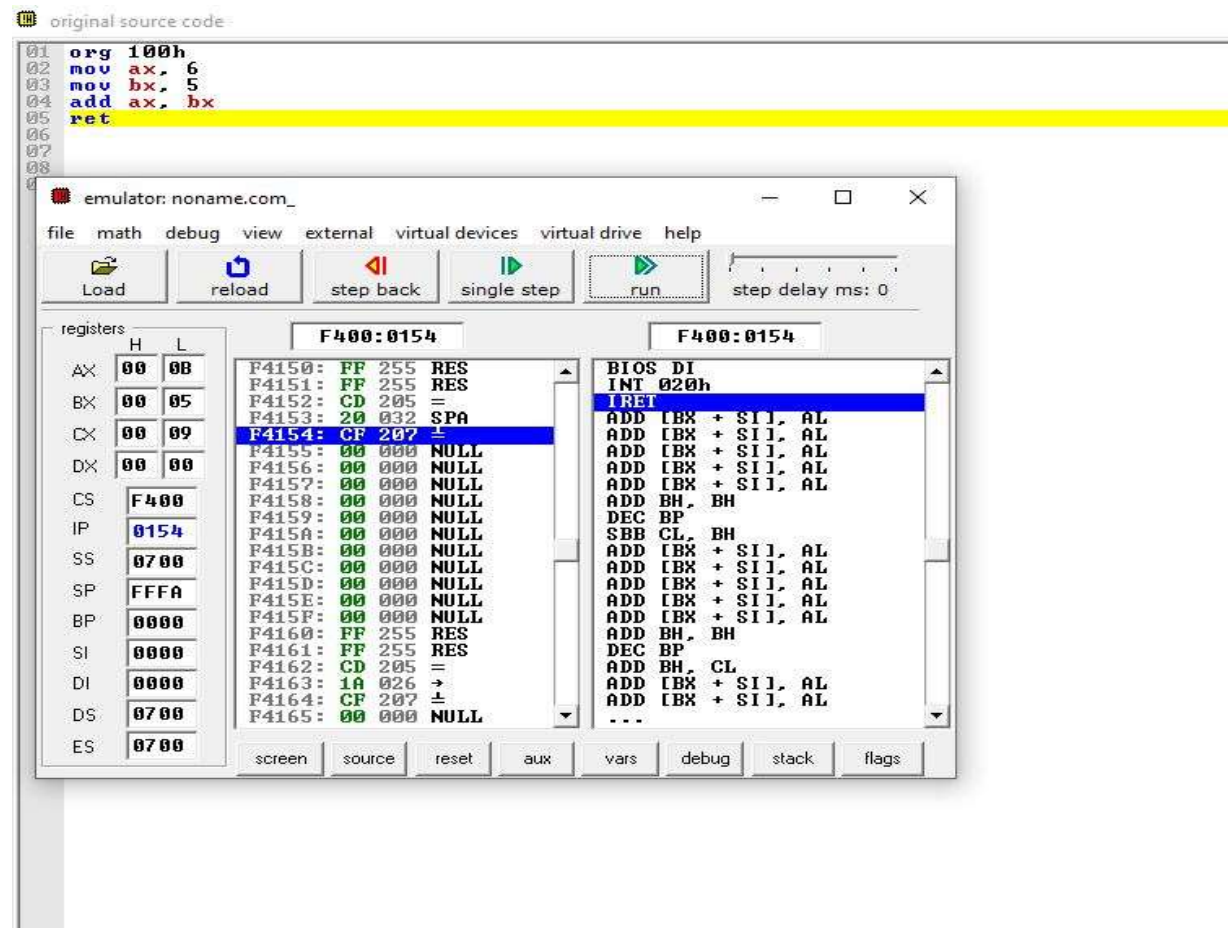 original source code
01 org 100h
02 mov ax, 6
03 mov bx, 5
04 add ax, bx
05 ret
06
07
08
emulator: noname.com_
file math debug view external virtual devices virtual drive help
Load reload step back single step run step delay ms: 0
registers
H L
F400:0154 F400:0154
AX 00 0B
BX 00 05
CX 00 09
DX 00 00
CS F400
IP 0154
SS 0700
SP FFFA
BP 0000
SI 0000
DI 0000
DS 0700
ES 0700
F4150: FF 255 RES
F4151: FF 255 RES
F4152: CD 205 =
F4153: 20 032 SPA
F4154: CF 207 ╧
F4155: 00 000 NULL
F4156: 00 000 NULL
F4157: 00 000 NULL
F4158: 00 000 NULL
F4159: 00 000 NULL
F415A: 00 000 NULL
F415B: 00 000 NULL
F415C: 00 000 NULL
F415D: 00 000 NULL
F415E: 00 000 NULL
F415F: 00 000 NULL
F4160: FF 255 RES
F4161: FF 255 RES
F4162: CD 205 =
F4163: 1A 026 →
F4164: CF 207 ╧
F4165: 00 000 NULL
BIOS DI
INT 020h
IRET
ADD [BX + SI], AL
ADD [BX + SI], AL
ADD [BX + SI], AL
ADD [BX + SI], AL
ADD [BX + SI], AL
ADD BH, BH
DEC BP
SBB CL, BH
ADD [BX + SI], AL
ADD [BX + SI], AL
ADD [BX + SI], AL
ADD [BX + SI], AL
ADD [BX + SI], AL
ADD BH, BH
DEC BP
ADD BH, CL
ADD [BX + SI], AL
ADD [BX + SI], AL
...
screen source reset aux vars debug stack flags